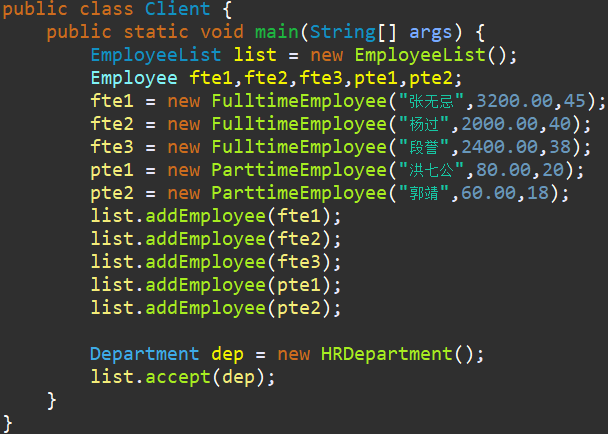 public class Client {
    public static void main(String[] args) {
        EmployeeList list = new EmployeeList();
        Employee fte1,fte2,fte3,pte1,pte2;
        fte1 = new FulltimeEmployee("张无忌",3200.00,45);
        fte2 = new FulltimeEmployee("杨过",2000.00,40);
        fte3 = new FulltimeEmployee("段誉",2400.00,38);
        pte1 = new ParttimeEmployee("洪七公",80.00,20);
        pte2 = new ParttimeEmployee("郭靖",60.00,18);
        list.addEmployee(fte1);
        list.addEmployee(fte2);
        list.addEmployee(fte3);
        list.addEmployee(pte1);
        list.addEmployee(pte2);

        Department dep = new HRDepartment();
        list.accept(dep);
    }
}